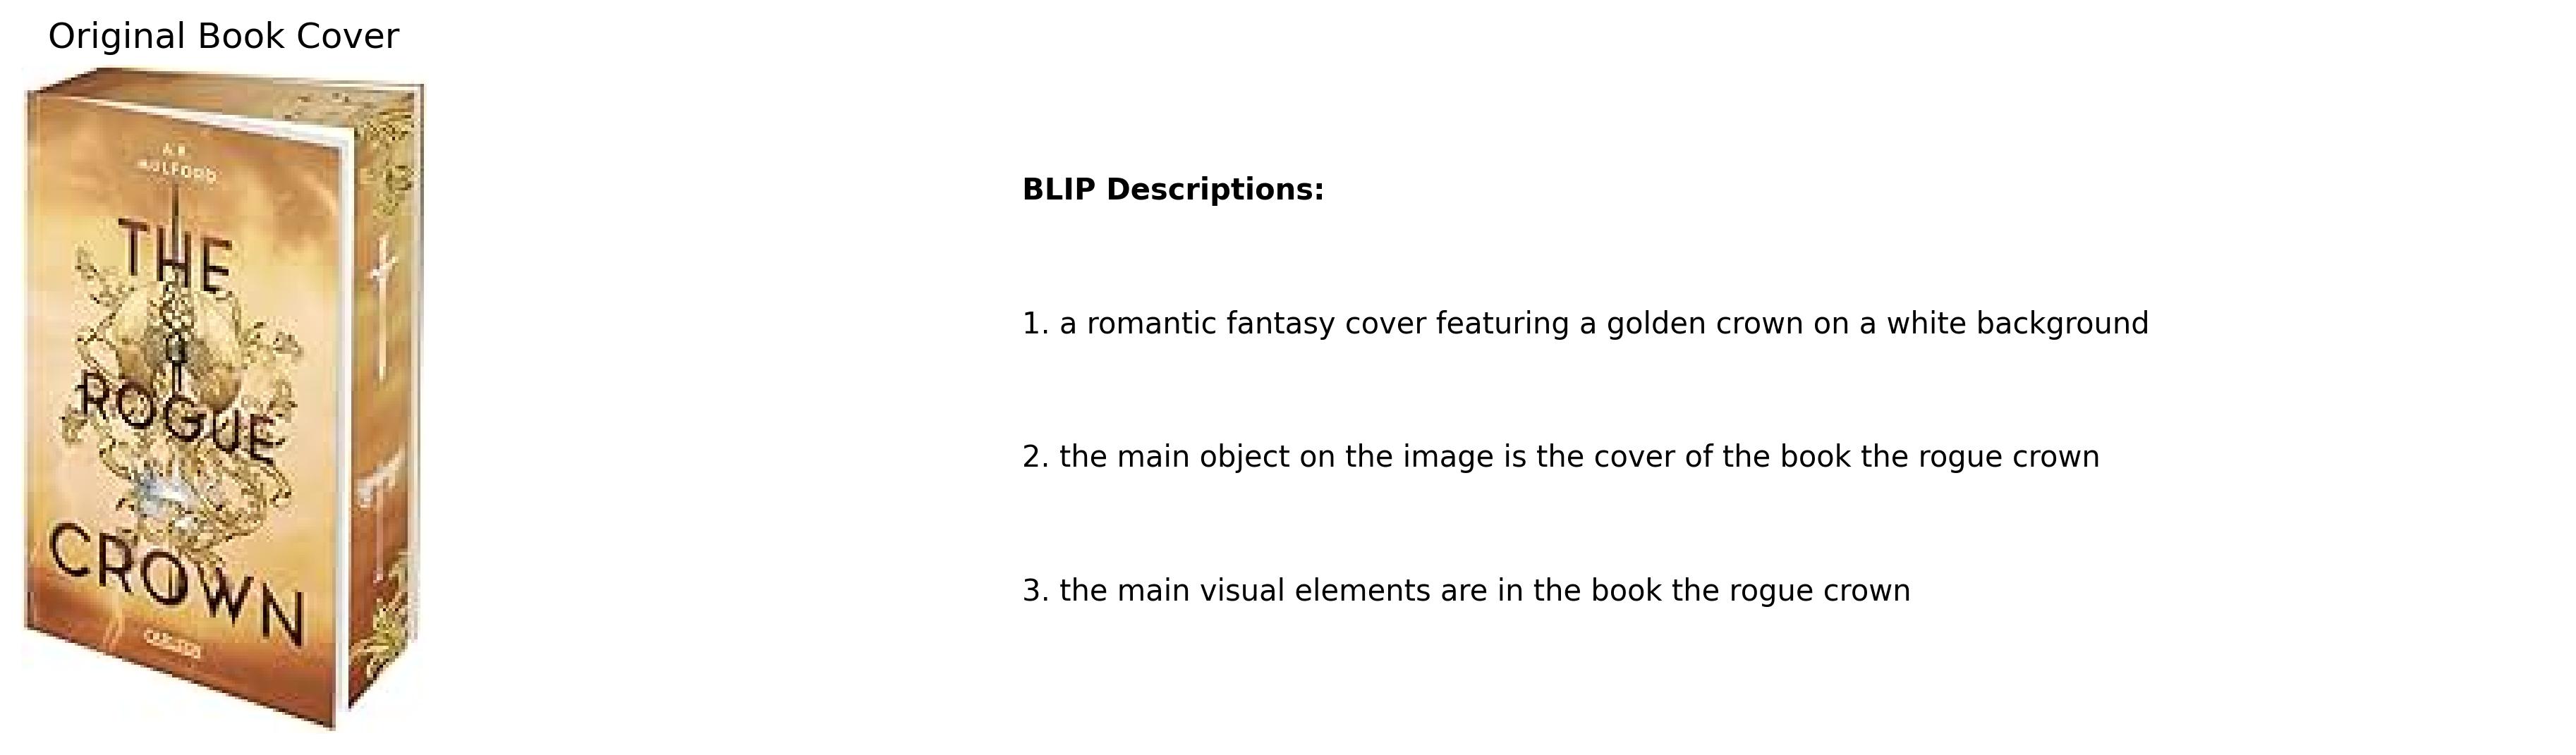 Original Book Cover
A.K.
MULFORD
THE
ROGUE
CROWN
BLIP Descriptions:
1. a romantic fantasy cover featuring a golden crown on a white background
2. the main object on the image is the cover of the book the rogue crown
3. the main visual elements are in the book the rogue crown